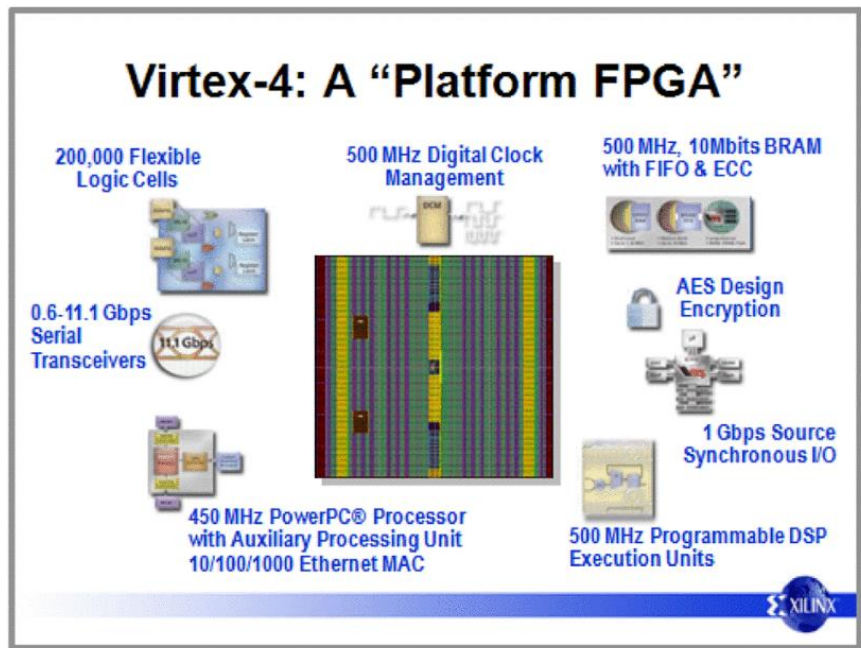 Virtex-4: A “Platform FPGA”
200,000 Flexible
Logic Cells
500 MHz Digital Clock
Management
500 MHz, 10Mbits BRAM
with FIFO & ECC
DCM
0.6-11.1 Gbps
Serial
Transceivers
11.1 Gbps
AES Design
Encryption
1 Gbps Source
Synchronous I/O
450 MHz PowerPC® Processor
with Auxiliary Processing Unit
10/100/1000 Ethernet MAC
500 MHz Programmable DSP
Execution Units
XILINX